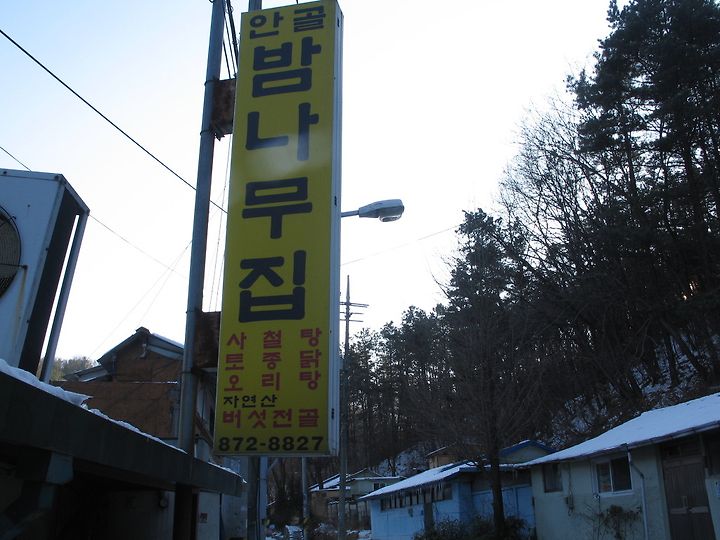 안골
밤나무집
사철탕
토종닭
오리탕
자연산
버섯전골
872-8827